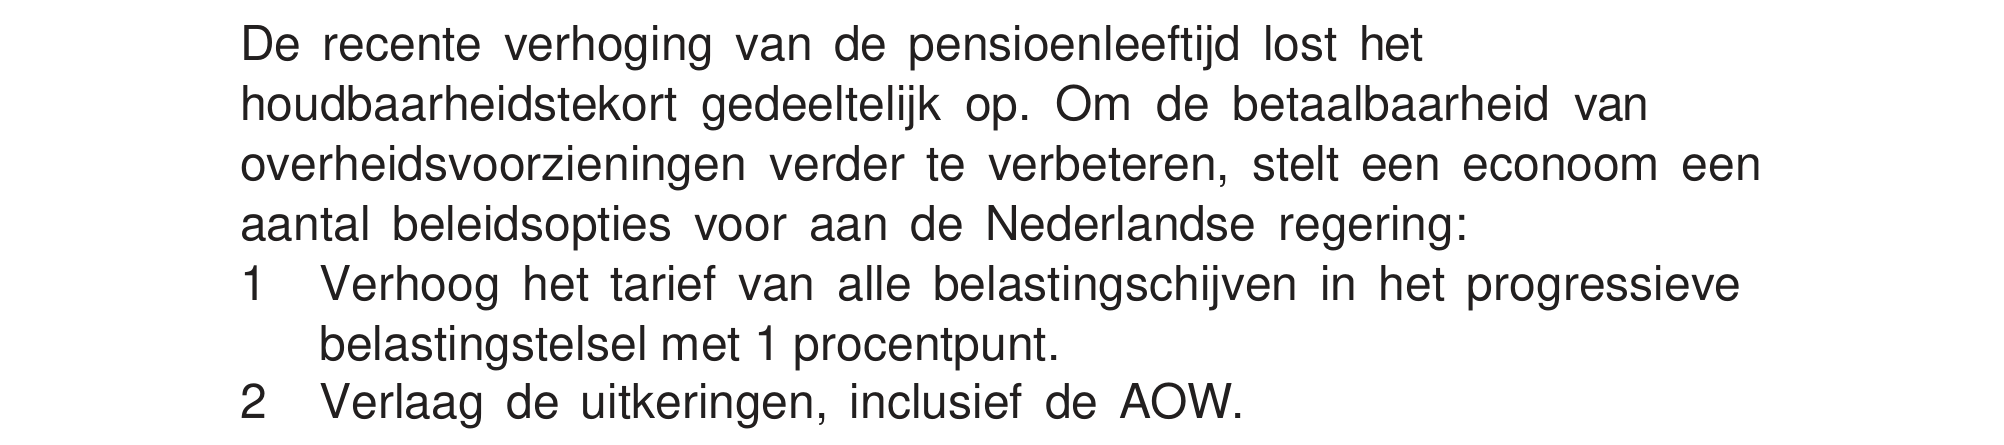 De recente verhoging van de pensioenleeftijd lost het
houdbaarheidstekort gedeeltelijk op. Om de betaalbaarheid van
overheidsvoorzieningen verder te verbeteren, stelt een econoom een
aantal beleidsopties voor aan de Nederlandse regering:
1 Verhoog het tarief van alle belastingschijven in het progressieve
belastingstelsel met 1 procentpunt.
2 Verlaag de uitkeringen, inclusief de AOW.